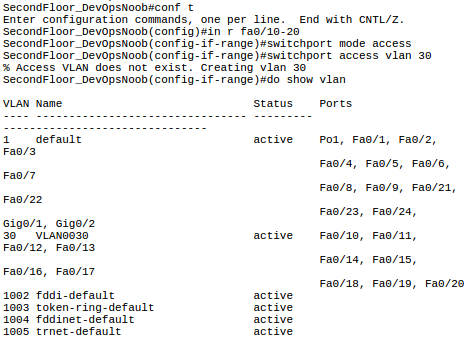 SecondFloor_DevOpsNoob#conf t
Enter configuration commands, one per line.  End with CNTL/Z.
SecondFloor_DevOpsNoob(config)#in r fa0/10-20
SecondFloor_DevOpsNoob(config-if-range)#switchport mode access
SecondFloor_DevOpsNoob(config-if-range)#switchport access vlan 30
% Access VLAN does not exist. Creating vlan 30
SecondFloor_DevOpsNoob(config-if-range)#do show vlan

VLAN Name                             Status    Ports
---- -------------------------------- ---------
-------------------------------
1    default                          active    Po1, Fa0/1, Fa0/2,
Fa0/3
                                                Fa0/4, Fa0/5, Fa0/6,
Fa0/7
                                                Fa0/8, Fa0/9, Fa0/21,
Fa0/22
                                                Fa0/23, Fa0/24,
Gig0/1, Gig0/2
30   VLAN0030                         active    Fa0/10, Fa0/11,
Fa0/12, Fa0/13
                                                Fa0/14, Fa0/15,
Fa0/16, Fa0/17
                                                Fa0/18, Fa0/19, Fa0/20
1002 fddi-default                     active
1003 token-ring-default               active
1004 fddinet-default                  active
1005 trnet-default                    active